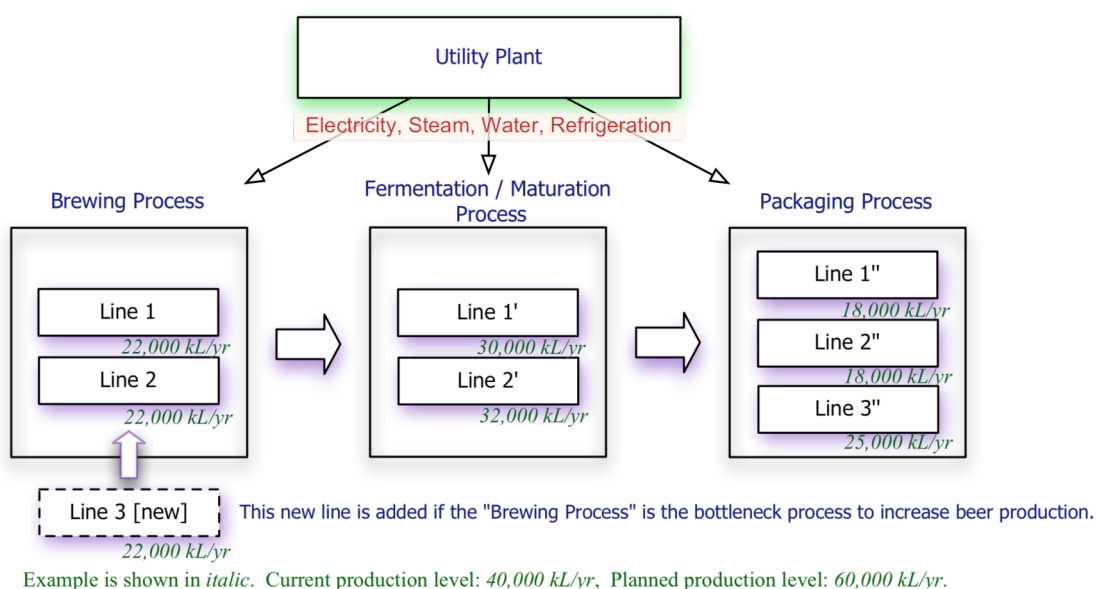 Utility Plant
Electricity, Steam, Water, Refrigeration
Brewing Process
Fermentation / Maturation
Process
Packaging Process
Line 1
22,000 kL/yr
Line 2
22,000 kL/yr
Line 1'
30,000 kL/yr
Line 2'
32,000 kL/yr
Line 1"
18,000 kL/yr
Line 2"
18,000 kL/yr
Line 3"
25,000 kL/yr
Line 3 [new]
22,000 kL/yr
This new line is added if the "Brewing Process" is the bottleneck process to increase beer production.
Example is shown in italic. Current production level: 40,000 kL/yr, Planned production level: 60,000 kL/yr.